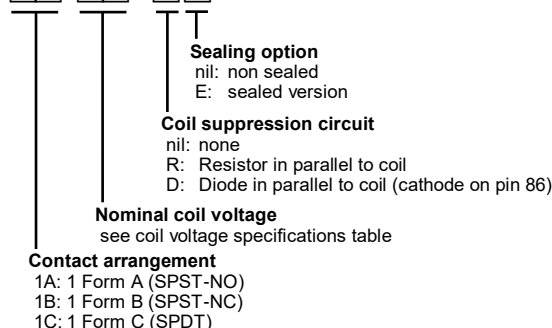 Sealing option
nil: non sealed
E: sealed version
Coil suppression circuit
nil: none
R: Resistor in parallel to coil
D: Diode in parallel to coil (cathode on pin 86)
Nominal coil voltage
see coil voltage specifications table
Contact arrangement
1A: 1 Form A (SPST-NO)
1B: 1 Form B (SPST-NC)
1C: 1 Form C (SPDT)